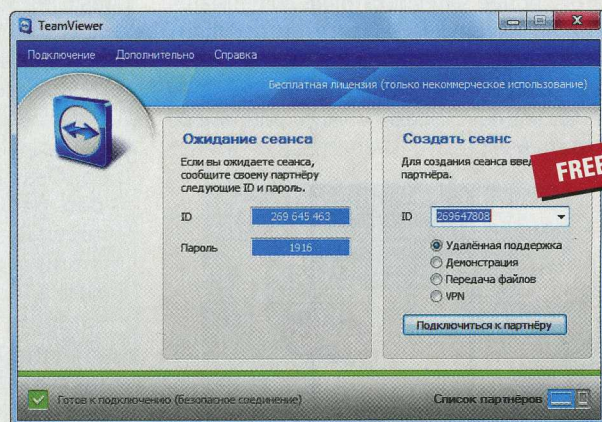 TeamViewer
Подключение Дополнительно Справка
Бесплатная лицензия (только некоммерческое использование)
Ожидание сеанса
Если вы ожидаете сеанса,
сообщите своему партнёру
следующие ID и пароль.
ID 269 645 463
Пароль 1916
Создать сеанс
Для создания сеанса
партнёра.
FREE
ID 269647808
Удалённая поддержка
Демонстрация
Передача файлов
VPN
Подключиться к партнёру
Готов к подключению (безопасное соединение)
Список партнёров